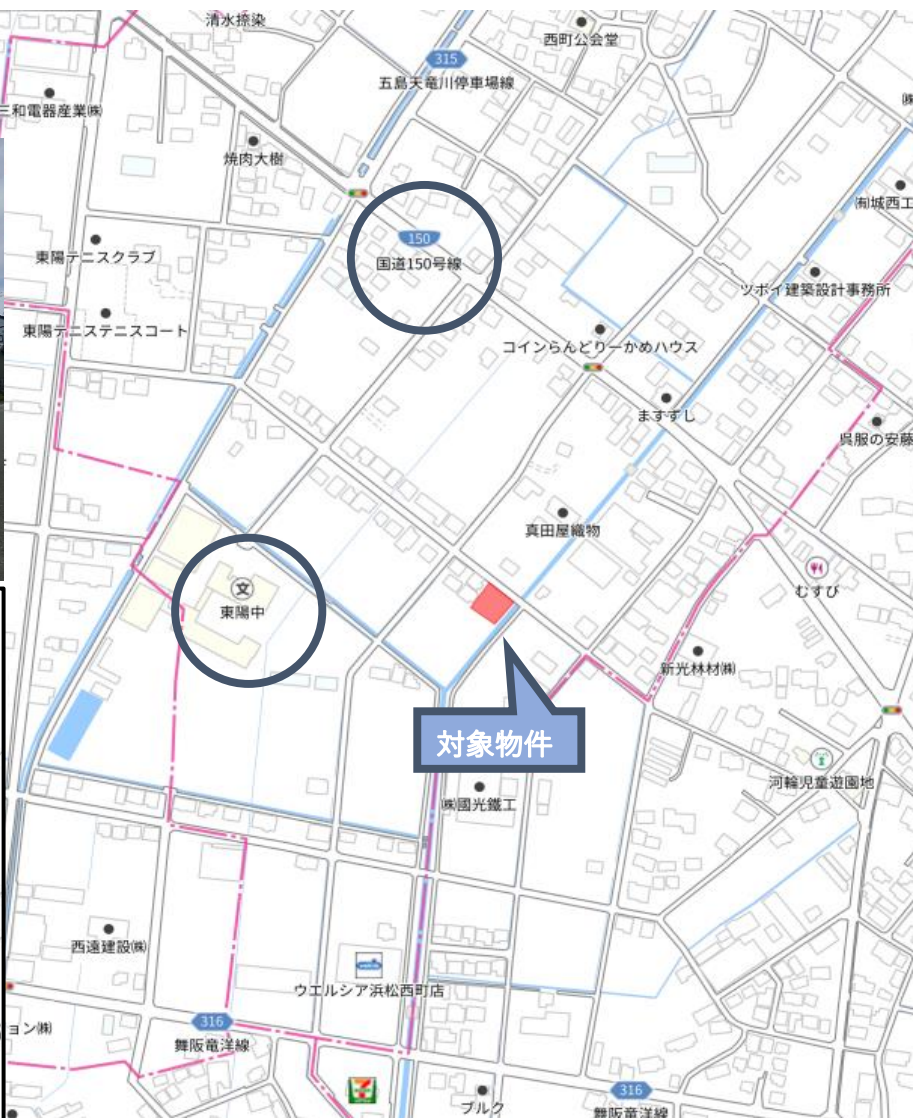 清水捺染
西町公会堂
315
五島天竜川停車場線
三和電器産業㈱
焼肉大樹
㈲城西工
150
国道150号線
東陽テニスクラブ
ツボイ建築設計事務所
東陽テニステニスコート
コインらんどりーかめハウス
ますずし
呉服の安藤
真田屋織物
文
東陽中
むすび
新光林材㈱
対象物件
河輪児童遊園地
㈱國光鐵工
西遠建設㈱
ウエルシア浜松西町店
ョン㈱
316
舞阪竜洋線
ブルク
316
舞阪竜洋線